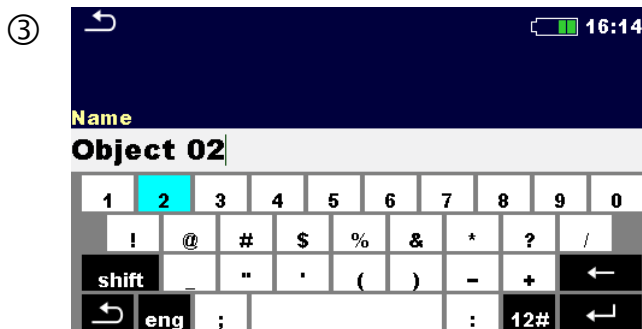 ③
16:14
Name
Object 02
1 2 3 4 5 6 7 8 9 0
! @ # $ % & * ? /
shift _ " ' ( ) - + ←
eng ; : 12# ↵